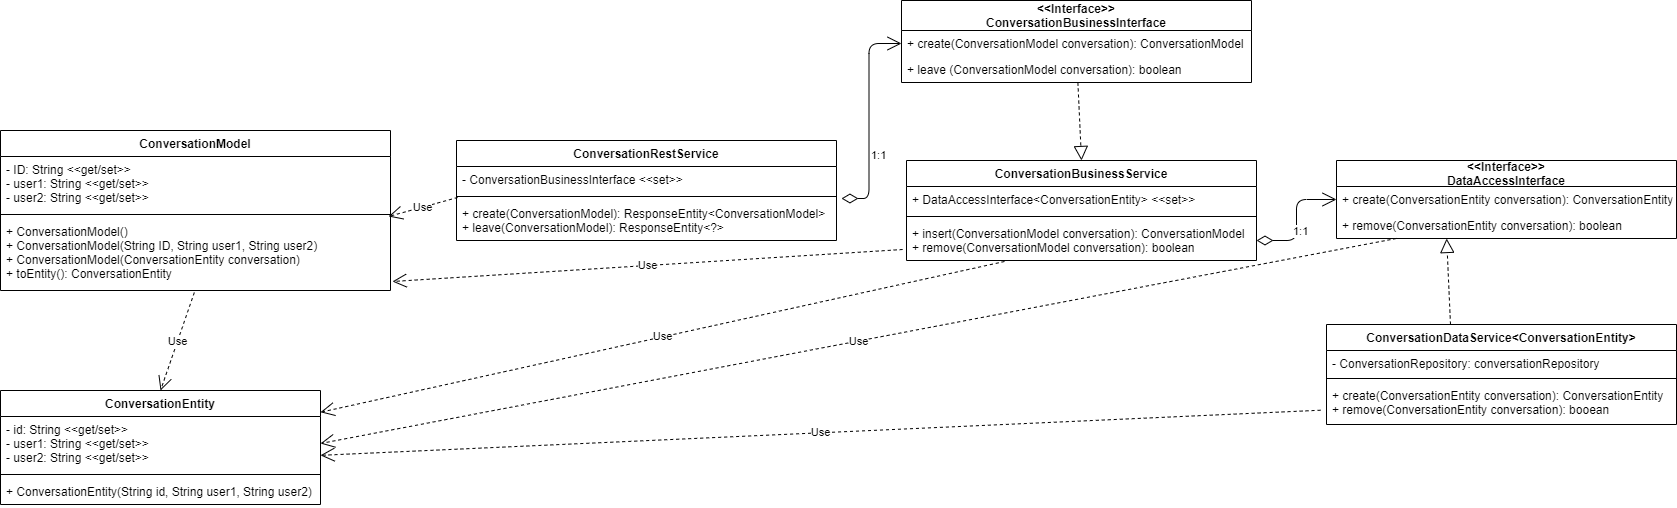 <<Interface>>
ConversationBusinessInterface
+ create(ConversationModel conversation): ConversationModel
+ leave (ConversationModel conversation): boolean
ConversationModel
- ID: String <<get/set>>
- user1: String <<get/set>>
- user2: String <<get/set>>
+ ConversationModel()
+ ConversationModel(String ID, String user1, String user2)
+ ConversationModel(ConversationEntity conversation)
+ toEntity(): ConversationEntity
ConversationRestService
- ConversationBusinessInterface <<set>>
+ create(ConversationModel): ResponseEntity<ConversationModel>
+ leave(ConversationModel): ResponseEntity<?>
1:1
Use
ConversationBusinessService
+ DataAccessInterface<ConversationEntity> <<set>>
+ insert(ConversationModel conversation): ConversationModel
+ remove(ConversationModel conversation): boolean
1:1
<<Interface>>
DataAccessInterface
+ create(ConversationEntity conversation): ConversationEntity
+ remove(ConversationEntity conversation): boolean
Use
Use
Use
Use
ConversationDataService<ConversationEntity>
- ConversationRepository: conversationRepository
+ create(ConversationEntity conversation): ConversationEntity
+ remove(ConversationEntity conversation): booean
Use
ConversationEntity
- id: String <<get/set>>
- user1: String <<get/set>>
- user2: String <<get/set>>
+ ConversationEntity(String id, String user1, String user2)